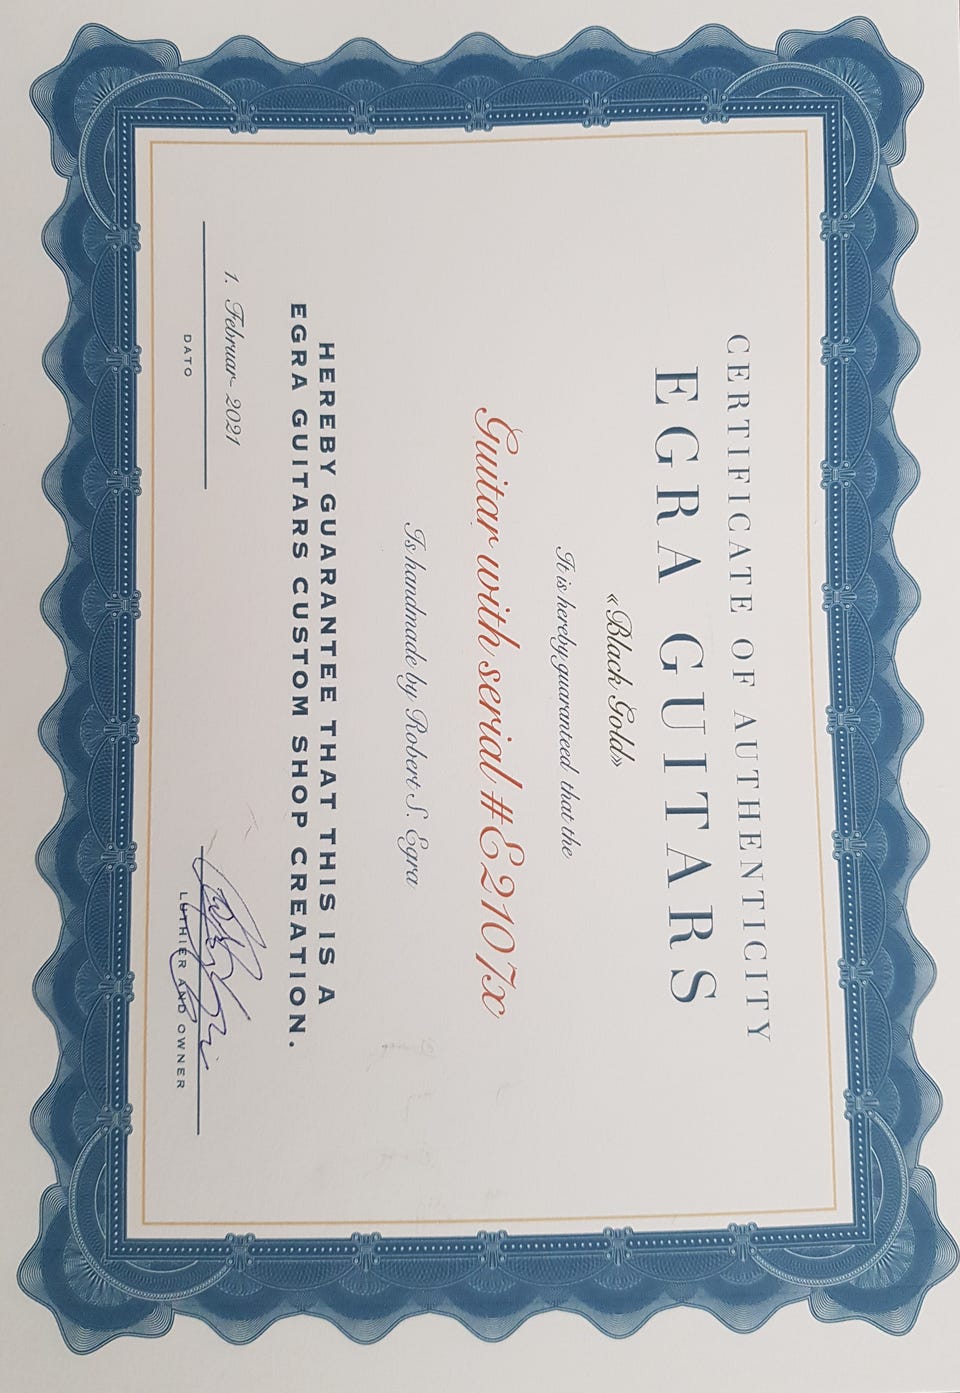 CERTIFICATE OF AUTHENTICITY
EGRA GUITARS
«Black Gold»
It is hereby guaranteed that the
Guitar with serial #E2107x
Is handmade by Robert S. Egra
HEREBY GUARANTEE THAT THIS IS A
EGRA GUITARS CUSTOM SHOP CREATION.
1. Februar 2021
DATO
LUTHIER AND OWNER